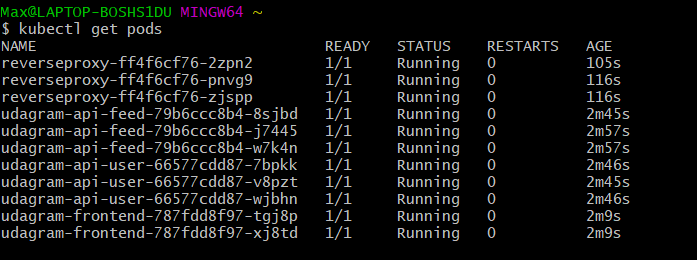 Max@LAPTOP-BOSHS1DU MINGW64 ~
$ kubectl get pods
NAME READY STATUS RESTARTS AGE
reverseproxy-ff4f6cf76-2zpn2 1/1 Running 0 105s
reverseproxy-ff4f6cf76-pnvg9 1/1 Running 0 116s
reverseproxy-ff4f6cf76-zjspp 1/1 Running 0 116s
udagram-api-feed-79b6ccc8b4-8sjbd 1/1 Running 0 2m45s
udagram-api-feed-79b6ccc8b4-j7445 1/1 Running 0 2m57s
udagram-api-feed-79b6ccc8b4-w7k4n 1/1 Running 0 2m57s
udagram-api-user-66577cdd87-7bpkk 1/1 Running 0 2m46s
udagram-api-user-66577cdd87-v8pzt 1/1 Running 0 2m45s
udagram-api-user-66577cdd87-wjbhn 1/1 Running 0 2m46s
udagram-frontend-787fdd8f97-tgj8p 1/1 Running 0 2m9s
udagram-frontend-787fdd8f97-xj8td 1/1 Running 0 2m9s